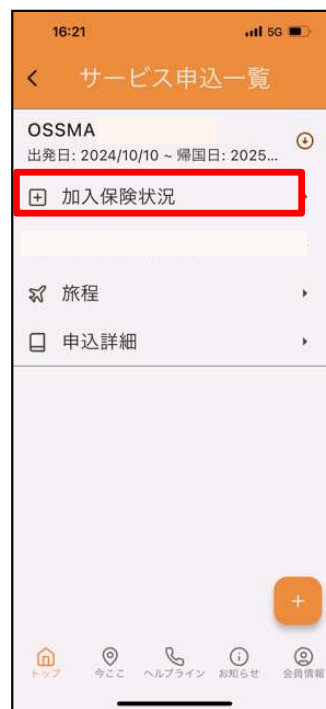 16:21 5G
サービス申込一覧
OSSMA
出発日: 2024/10/10 ~ 帰国日: 2025...
加入保険状況
旅程
申込詳細
トップ 今ここ ヘルプライン お知らせ 会員情報